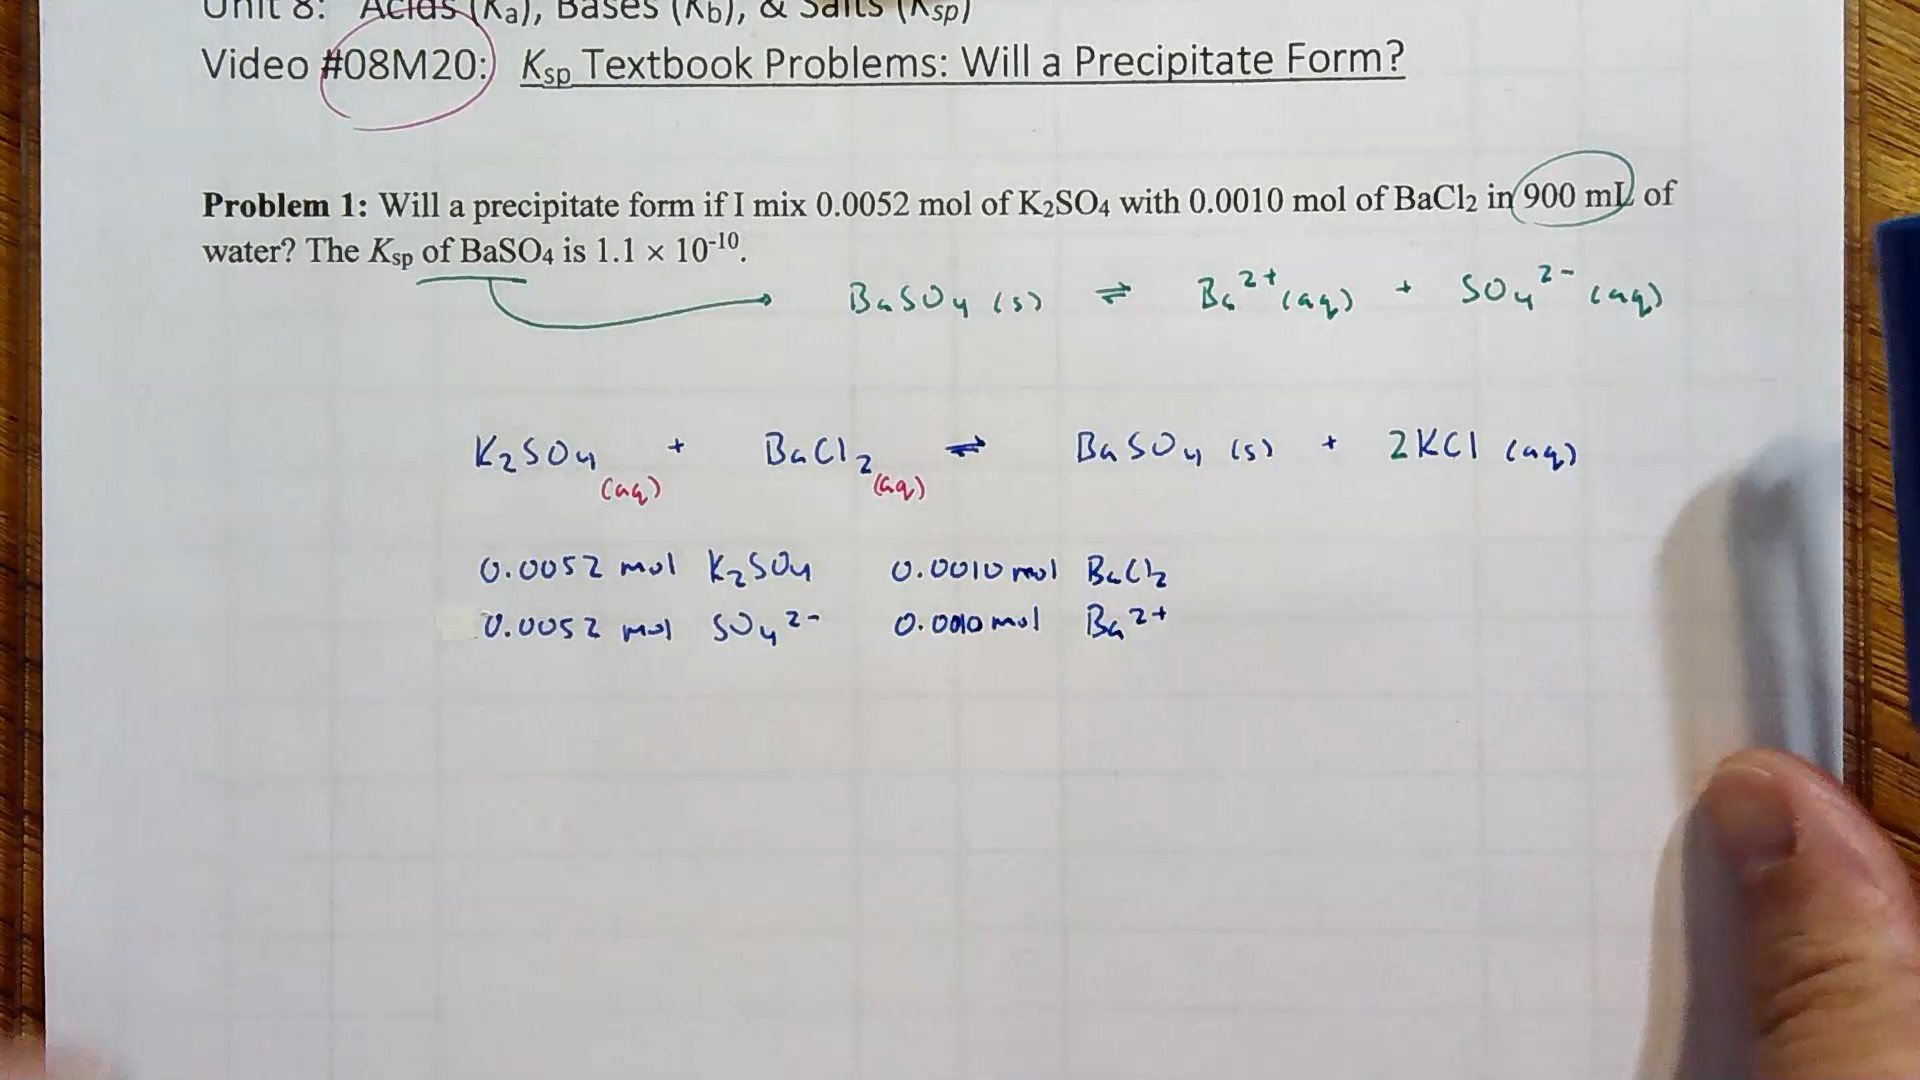 Unit 8: Acids (Ka), Bases (Kb), & Salts (Ksp)
Video #08M20: Ksp Textbook Problems: Will a Precipitate Form?
Problem 1: Will a precipitate form if I mix 0.0052 mol of K₂SO₄ with 0.0010 mol of BaCl₂ in 900 mL of
water? The Ksp of BaSO₄ is 1.1 × 10⁻¹⁰.
BaSO₄ (s) ⇌ Ba²⁺ (aq) + SO₄²⁻ (aq)
K₂SO₄ (aq) + BaCl₂ (aq) ⇌ BaSO₄ (s) + 2KCl (aq)
0.0052 mol K₂SO₄ 0.0010 mol BaCl₂
0.0052 mol SO₄²⁻ 0.0010 mol Ba²⁺